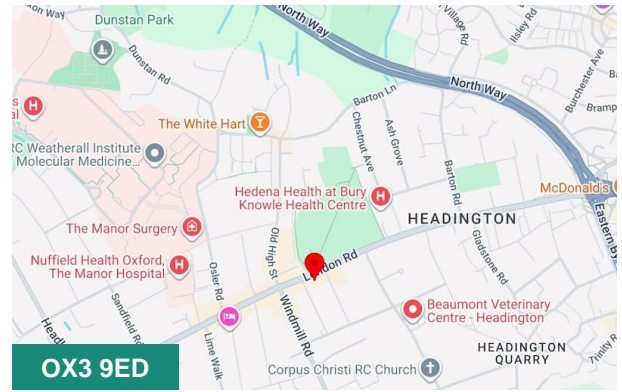 on Way
Dunstan Park
Dunstan Rd
Village Rd
Ilsley Rd
North Way
North Way
Burchester Ave
Bramp
Barton Ln
The White Hart
RC Weatherall Institute
Molecular Medicine...
s
al
Chestnut Ave
Ash Grove
Barton Rd
McDonald's
Eastern By
Hedena Health at Bury
Knowle Health Centre
HEADINGTON
The Manor Surgery
Old High St
Gladstone Rd
Nuffield Health Oxford,
The Manor Hospital
Osler Rd
London Rd
Sandfield Rd
Windmill Rd
Beaumont Veterinary
Centre - Headington
Headl
Lime Walk
HEADINGTON
QUARRY
Trinity R
Corpus Christi RC Church
OX3 9ED